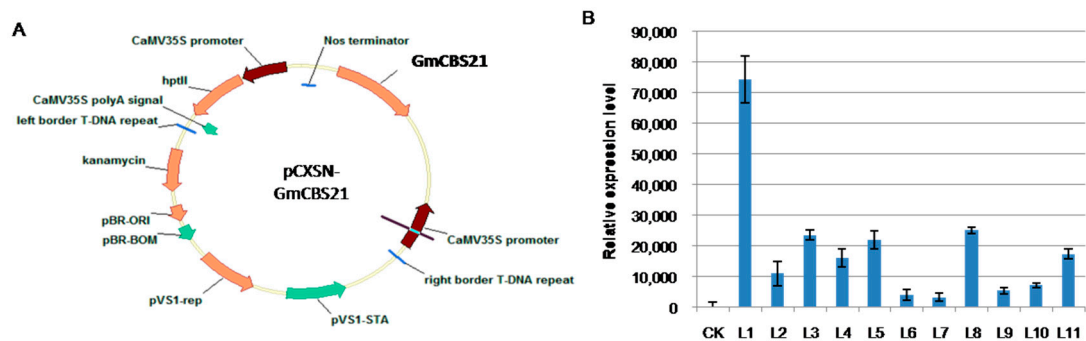 A
CaMV35S promoter
Nos terminator
GmCBS21
hptII
CaMV35S polyA signal
left border T-DNA repeat
kanamycin
pCXSN-
GmCBS21
pBR-ORI
pBR-BOM
CaMV35S promoter
right border T-DNA repeat
pVS1-rep
pVS1-STA
B
Relative expression level
90,000
80,000
70,000
60,000
50,000
40,000
30,000
20,000
10,000
0
CK L1 L2 L3 L4 L5 L6 L7 L8 L9 L10 L11